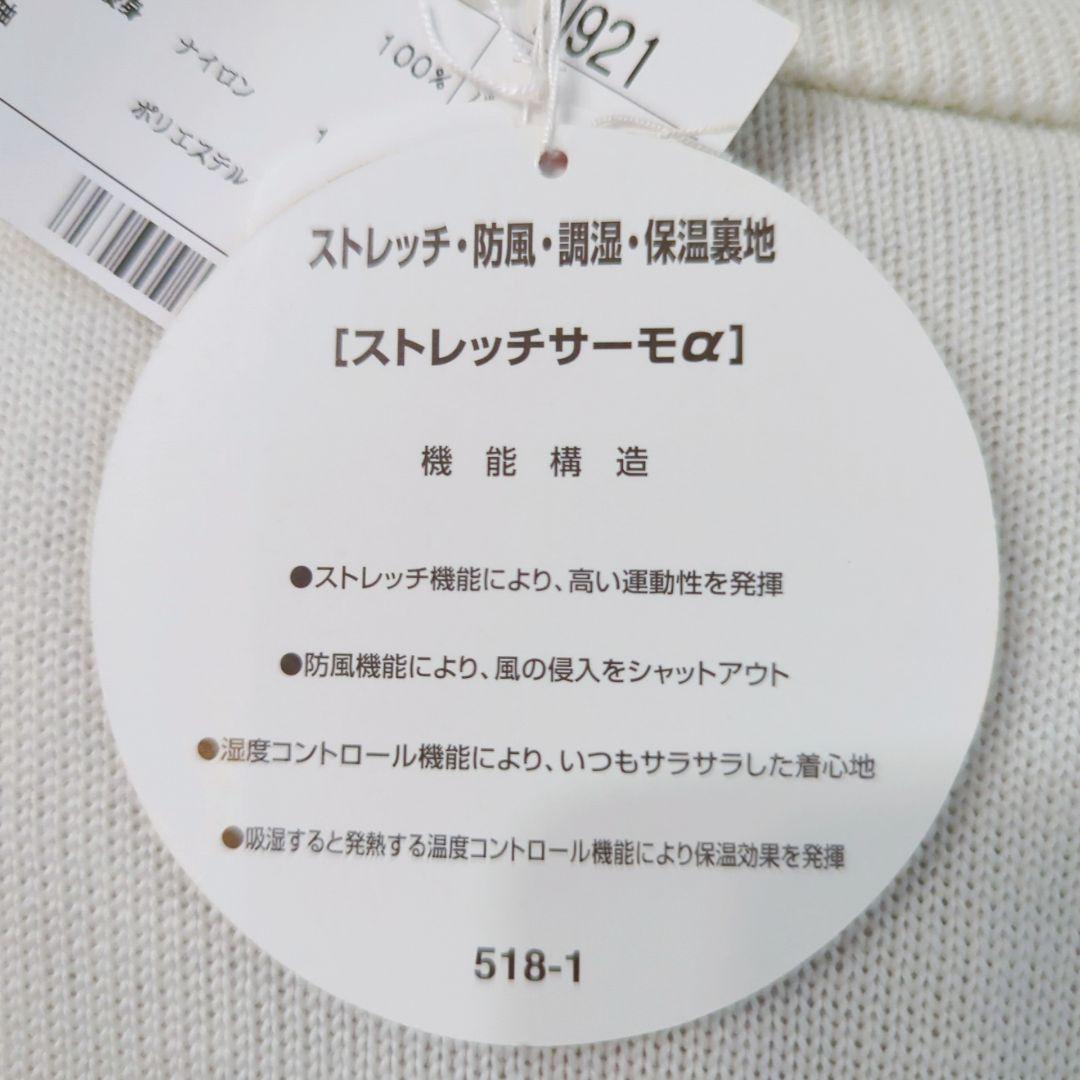 ナイロン 100%
ポリエステル
921
ストレッチ・防風・調湿・保温裏地
[ストレッチサーモα]
機能構造
●ストレッチ機能により、高い運動性を発揮
●防風機能により、風の侵入をシャットアウト
●湿度コントロール機能により、いつもサラサラした着心地
●吸湿すると発熱する温度コントロール機能により保温効果を発揮
518-1